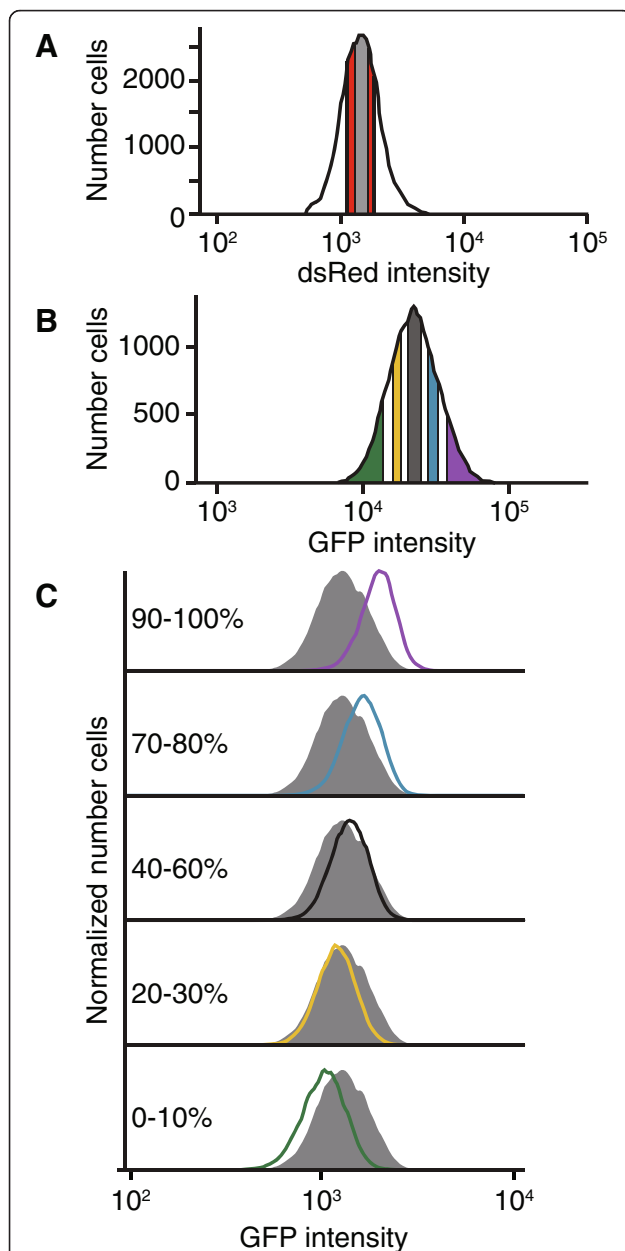 A
Number cells
2000
1000
0
10²
10³
10⁴
10⁵
dsRed intensity
B
Number cells
1000
500
0
10³
10⁴
10⁵
GFP intensity
C
Normalized number cells
90-100%
70-80%
40-60%
20-30%
0-10%
10²
10³
10⁴
GFP intensity